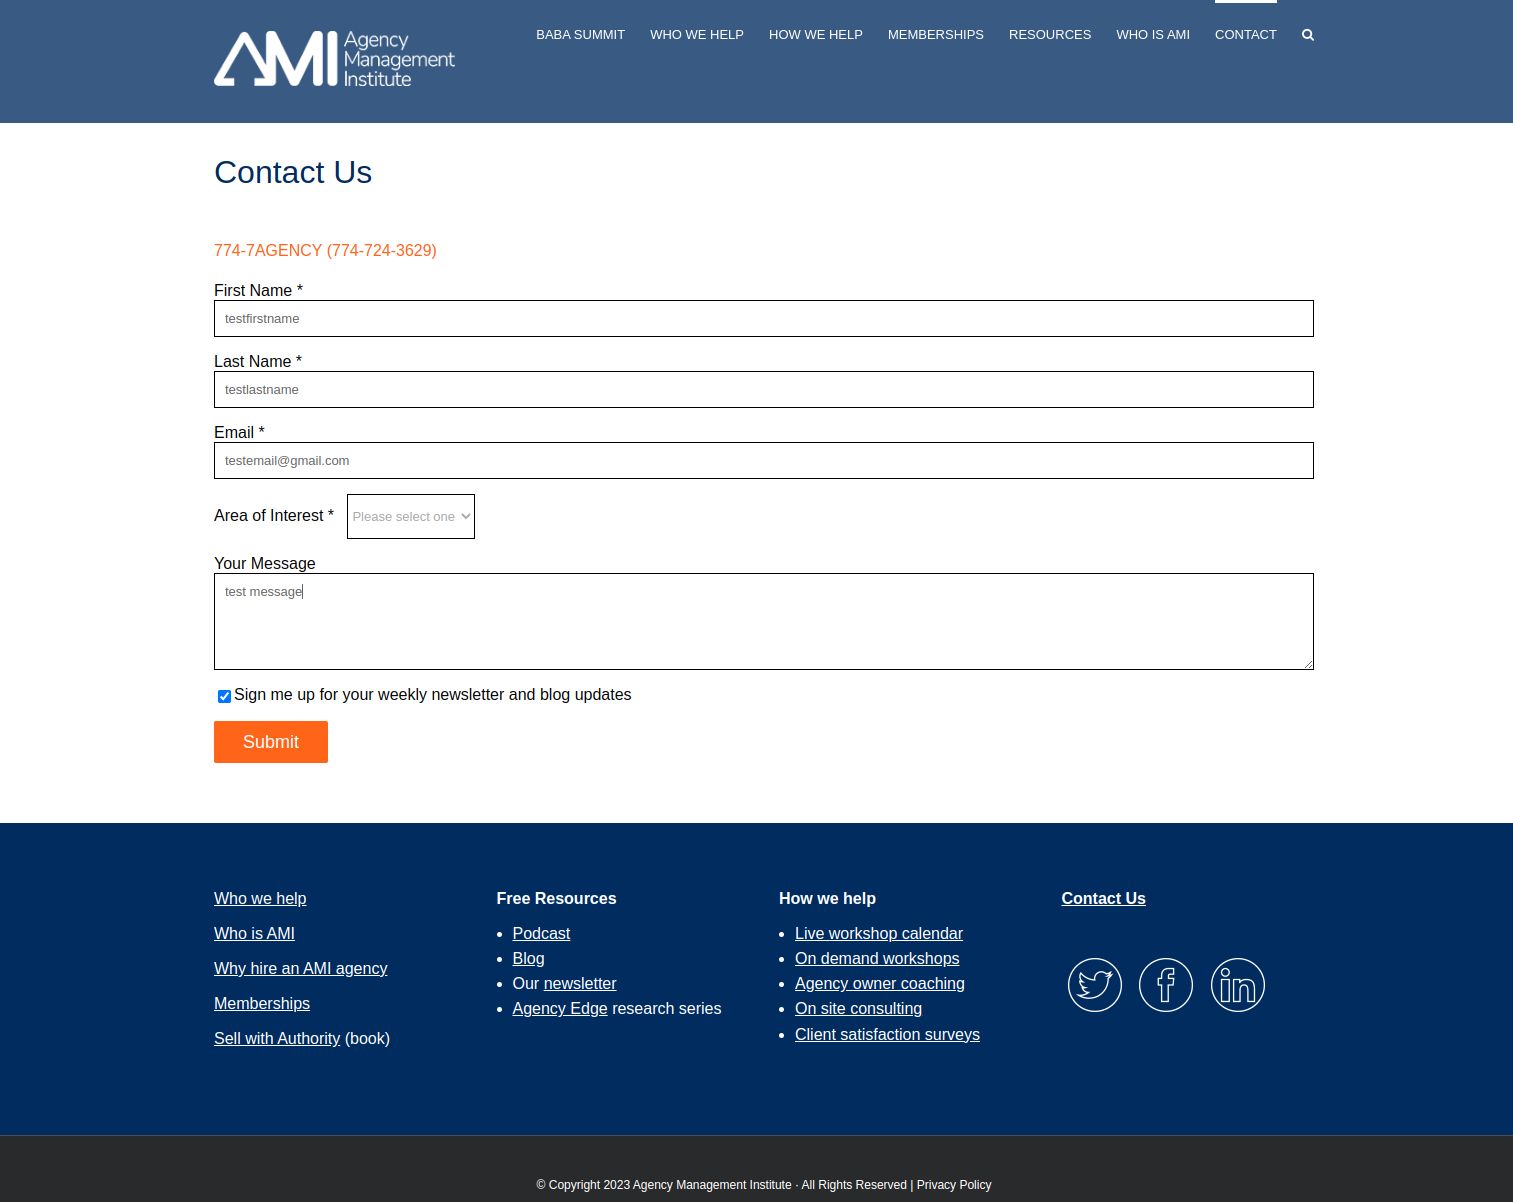 AMI Agency Management Institute
BABA SUMMIT WHO WE HELP HOW WE HELP MEMBERSHIPS RESOURCES WHO IS AMI CONTACT
Contact Us
774-7AGENCY (774-724-3629)
First Name *
testfirstname
Last Name *
testlastname
Email *
testemail@gmail.com
Area of Interest * Please select one
Your Message
test message
Sign me up for your weekly newsletter and blog updates
Submit
Who we help
Who is AMI
Why hire an AMI agency
Memberships
Sell with Authority (book)
Free Resources
Podcast
Blog
Our newsletter
Agency Edge research series
How we help
Live workshop calendar
On demand workshops
Agency owner coaching
On site consulting
Client satisfaction surveys
Contact Us
© Copyright 2023 Agency Management Institute · All Rights Reserved | Privacy Policy